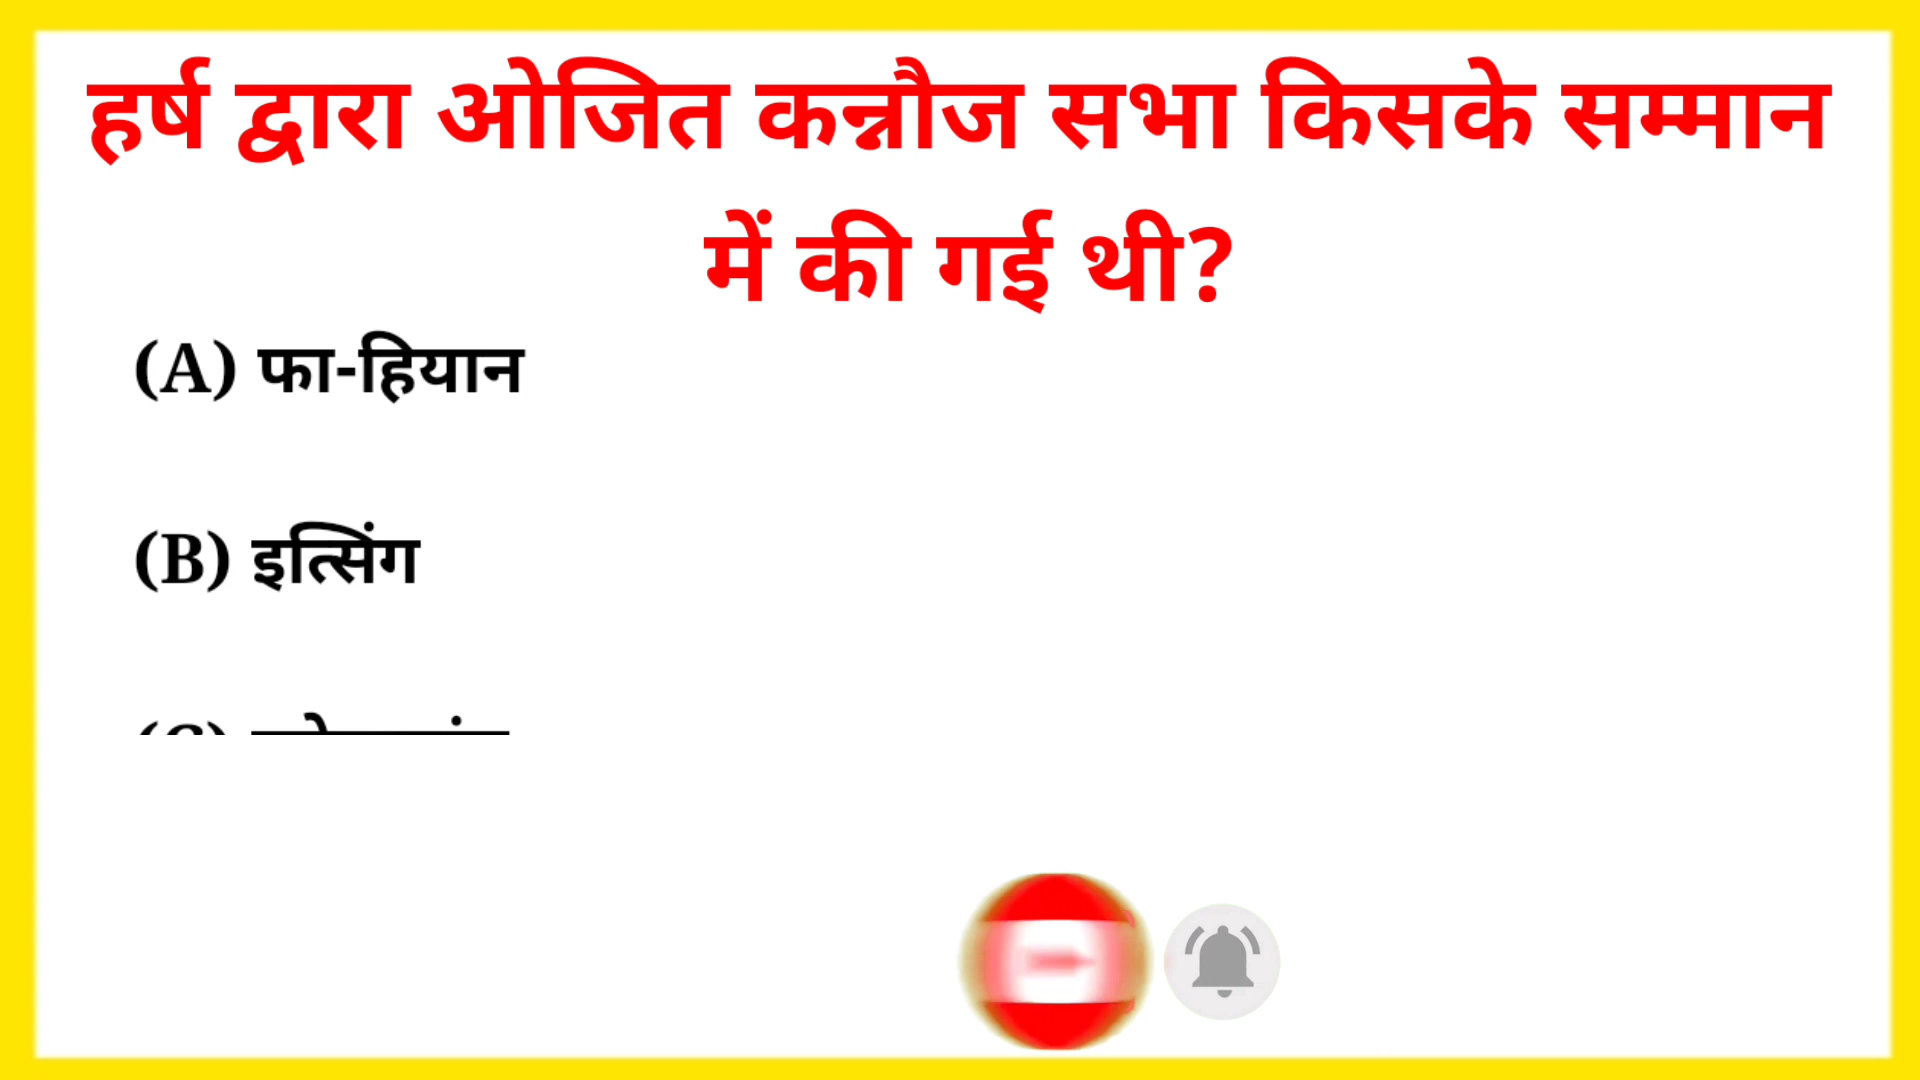 हर्ष द्वारा ओजित कन्नौज सभा किसके सम्मान
में की गई थी?
(A) फा-हियान
(B) इत्सिंग